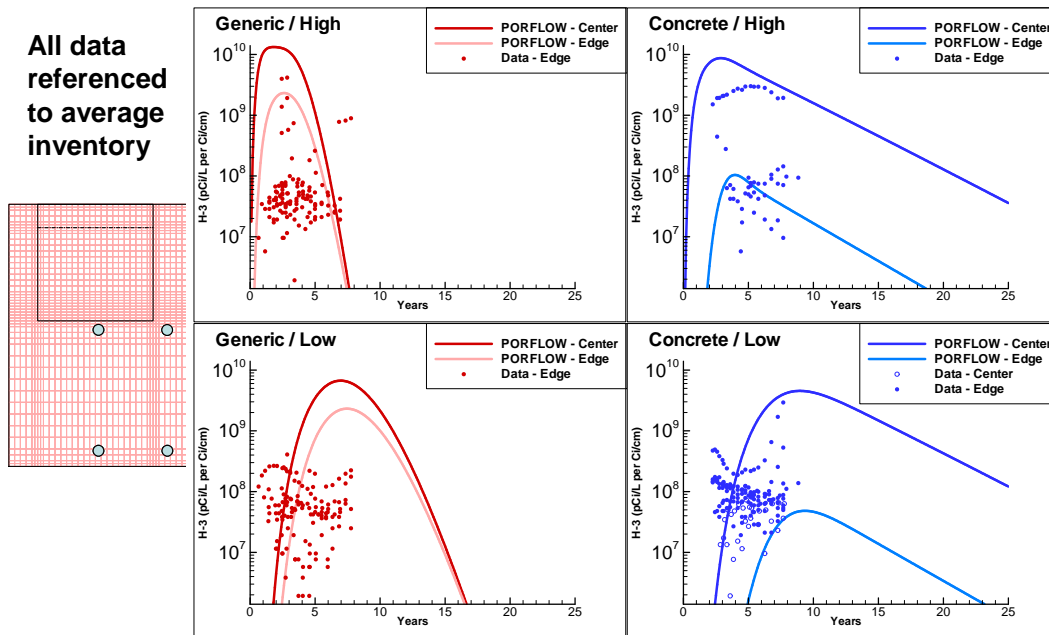 All data
referenced
to average
inventory
Generic / High
PORFLOW - Center
PORFLOW - Edge
Data - Edge
H-3 (pCi/L per Ci/cm)
10^10
10^9
10^8
10^7
0 5 10 15 20 25
Years
Concrete / High
PORFLOW - Center
PORFLOW - Edge
Data - Edge
H-3 (pCi/L per Ci/cm)
10^10
10^9
10^8
10^7
0 5 10 15 20 25
Years
Generic / Low
PORFLOW - Center
PORFLOW - Edge
Data - Edge
H-3 (pCi/L per Ci/cm)
10^10
10^9
10^8
10^7
0 5 10 15 20 25
Years
Concrete / Low
PORFLOW - Center
PORFLOW - Edge
Data - Center
Data - Edge
H-3 (pCi/L per Ci/cm)
10^10
10^9
10^8
10^7
0 5 10 15 20 25
Years